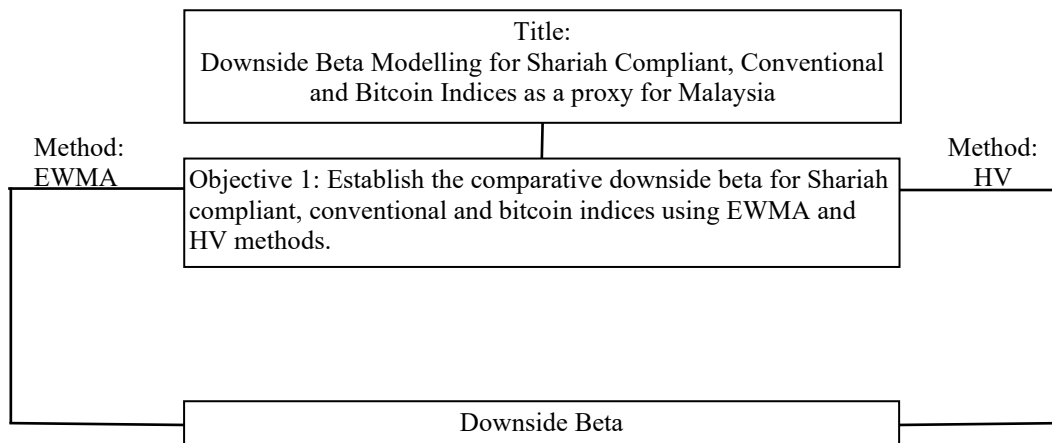 Title:
Downside Beta Modelling for Shariah Compliant, Conventional
and Bitcoin Indices as a proxy for Malaysia
Method:
EWMA
Method:
HV
Objective 1: Establish the comparative downside beta for Shariah
compliant, conventional and bitcoin indices using EWMA and
HV methods.
Downside Beta